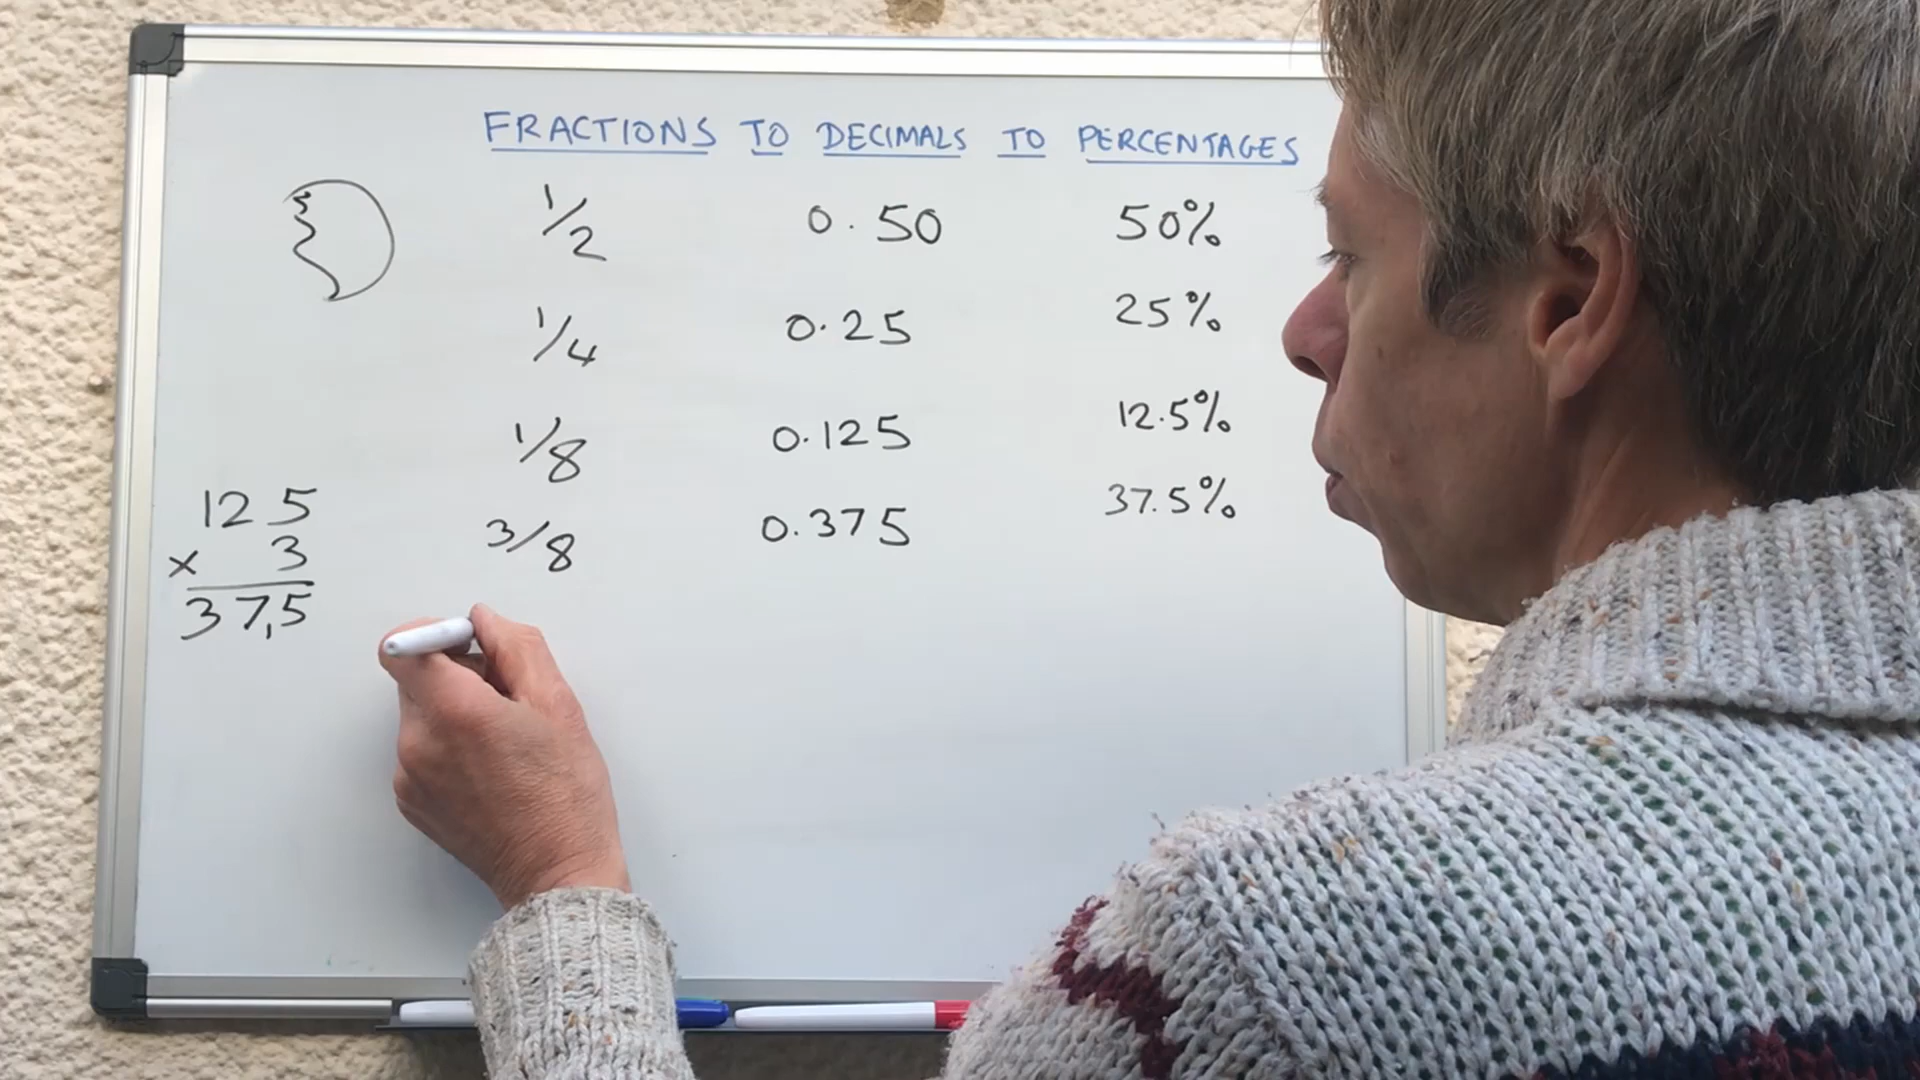 FRACTIONS TO DECIMALS TO PERCENTAGES
1/2 0.50 50%
1/4 0.25 25%
1/8 0.125 12.5%
3/8 0.375 37.5%
125
× 3
37,5